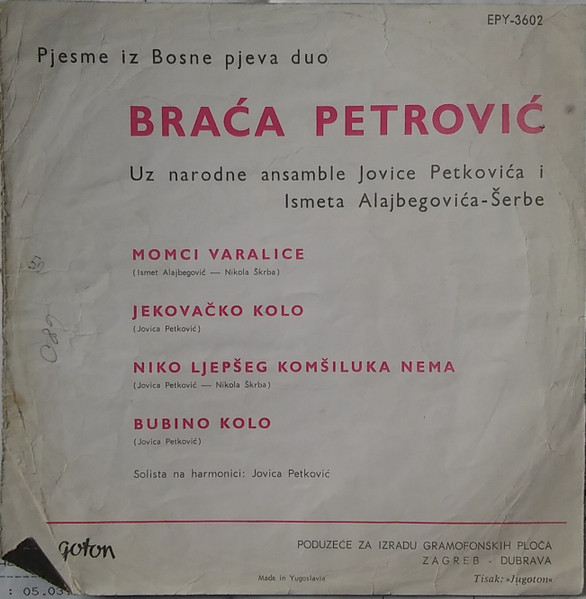 EPY-3602
Pjesme iz Bosne pjeva duo
BRAĆA PETROVIĆ
Uz narodne ansamble Jovice Petkovića i
Ismeta Alajbegovića-Šerbe
MOMCI VARALICE
(Ismet Alajbegović — Nikola Škrba)
JEKOVAČKO KOLO
(Jovica Petković)
NIKO LJEPŠEG KOMŠILUKA NEMA
(Jovica Petković — Nikola Škrba)
BUBINO KOLO
(Jovica Petković)
Solista na harmonici: Jovica Petković
goton
PODUZEĆE ZA IZRADU GRAMOFONSKIH PLOČA
ZAGREB - DUBRAVA
Made in Yugoslavia
Tisak: »Jugoton«
: 05.03